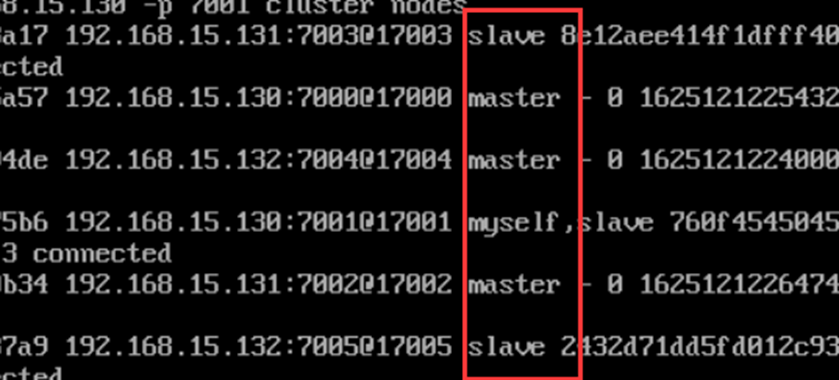 8.15.130 -p 7001 cluster nodes
a17 192.168.15.131:7003@17003 slave 8e12aee414f1dfff40
cted
a57 192.168.15.130:7000@17000 master - 0 1625121225432
4de 192.168.15.132:7004@17004 master - 0 1625121224000
5b6 192.168.15.130:7001@17001 myself,slave 760f4545045
3 connected
b34 192.168.15.131:7002@17002 master - 0 1625121226474
7a9 192.168.15.132:7005@17005 slave 2432d71dd5fd012c93
cted